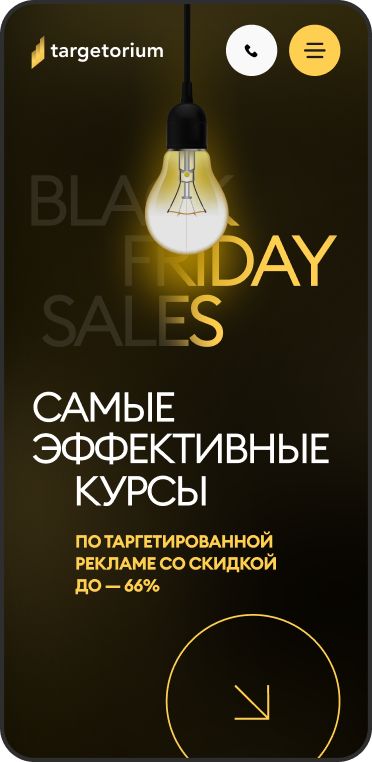 targetorium
BLACK
FRIDAY
SALES
САМЫЕ
ЭФФЕКТИВНЫЕ
КУРСЫ
ПО ТАРГЕТИРОВАННОЙ
РЕКЛАМЕ СО СКИДКОЙ
ДО — 66%